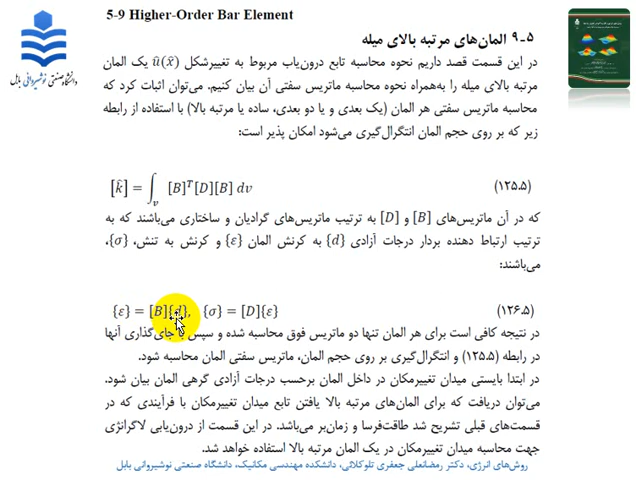 5-9 Higher-Order Bar Element
۵-۹ المان‌های مرتبه بالای میله
در این قسمت قصد داریم نحوه محاسبه تابع درون‌یاب مربوط به تغییرشکل û(x̂) یک المان
مرتبه بالای میله را به‌همراه نحوه محاسبه ماتریس سفتی آن بیان کنیم. می‌توان اثبات کرد که
محاسبه ماتریس سفتی هر المان (یک بعدی و یا دو بعدی، ساده یا مرتبه بالا) با استفاده از رابطه
زیر که بر روی حجم المان انتگرال‌گیری می‌شود امکان پذیر است:
[k̂] = ∫_v [B]^T[D][B] dv (۱۲۵.۵)
که در آن ماتریس‌های [B] و [D] به ترتیب ماتریس‌های گرادیان و ساختاری می‌باشند که به
ترتیب ارتباط دهنده بردار درجات آزادی {d} به کرنش المان {ε} و کرنش به تنش، {σ}،
می‌باشند:
{ε} = [B]{d}, {σ} = [D]{ε} (۱۲۶.۵)
در نتیجه کافی است برای هر المان تنها دو ماتریس فوق محاسبه شده و سپس با جای‌گذاری آنها
در رابطه (۱۲۵.۵) و انتگرال‌گیری بر روی حجم المان، ماتریس سفتی المان محاسبه شود.
در ابتدا بایستی میدان تغییرمکان در داخل المان برحسب درجات آزادی گرهی المان بیان شود.
می‌توان دریافت که برای المان‌های مرتبه بالا یافتن تابع میدان تغییرمکان با فرآیندی که در
قسمت‌های قبلی تشریح شد طاقت‌فرسا و زمان‌بر می‌باشد. در این قسمت از درون‌یابی لاگرانژی
جهت محاسبه میدان تغییرمکان در یک المان مرتبه بالا استفاده خواهد شد.
روش‌های انرژی، دکتر رمضانعلی جعفری تلوکلائی، دانشکده مهندسی مکانیک، دانشگاه صنعتی نوشیروانی بابل
دانشگاه صنعتی نوشیروانی بابل